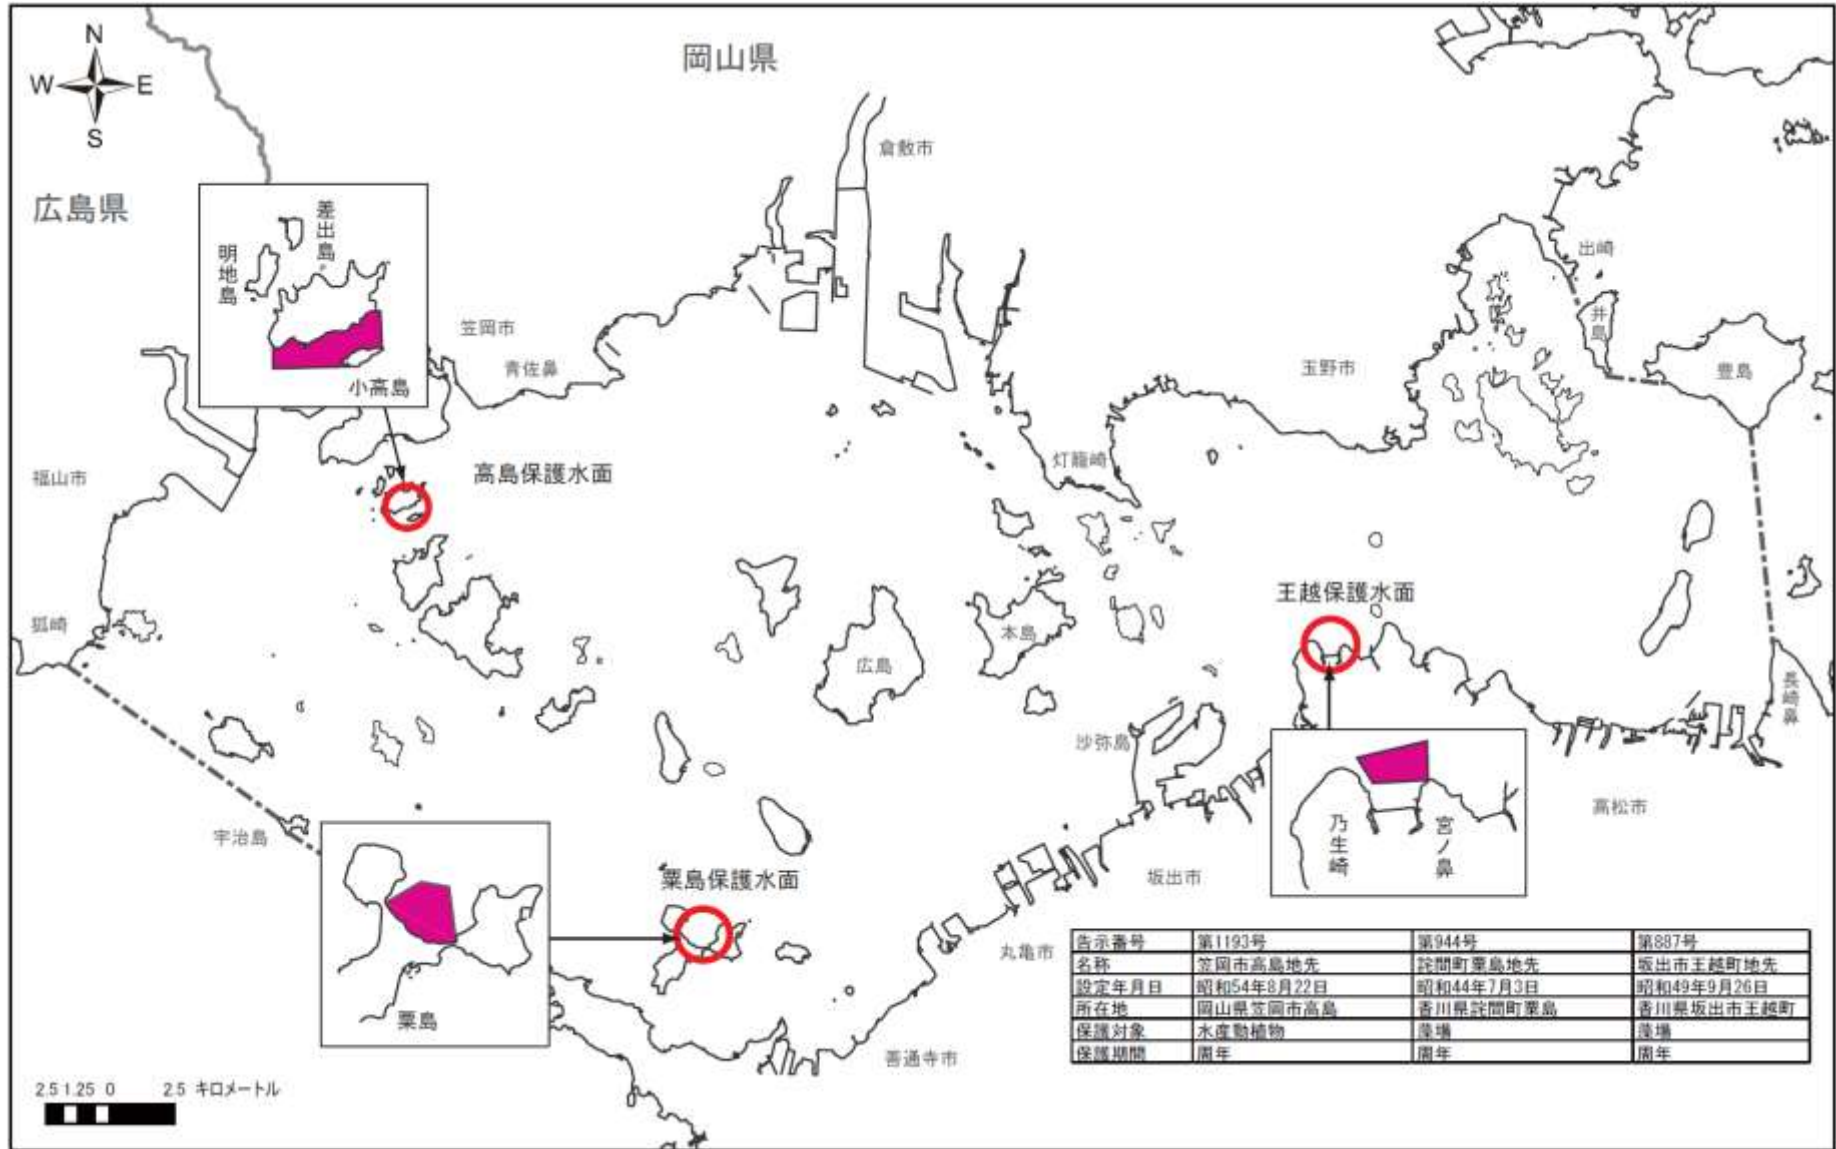 N
W E
S
岡山県
広島県
倉敷市
差出島
明地島
小高島
笠岡市
青佐鼻
出崎
井島
豊島
玉野市
灯籠崎
福山市
高島保護水面
狐崎
王越保護水面
本島
広島
長崎鼻
沙弥島
宇治島
乃生崎
宮ノ鼻
高松市
粟島保護水面
坂出市
粟島
丸亀市
善通寺市
告示番号 第1193号 第944号 第887号
名称 笠岡市高島地先 詫間町粟島地先 坂出市王越町地先
設定年月日 昭和54年8月22日 昭和44年7月3日 昭和49年9月26日
所在地 岡山県笠岡市高島 香川県詫間町粟島 香川県坂出市王越町
保護対象 水産動植物 藻場 藻場
保護期間 周年 周年 周年
2.5 1.25 0 2.5 キロメートル